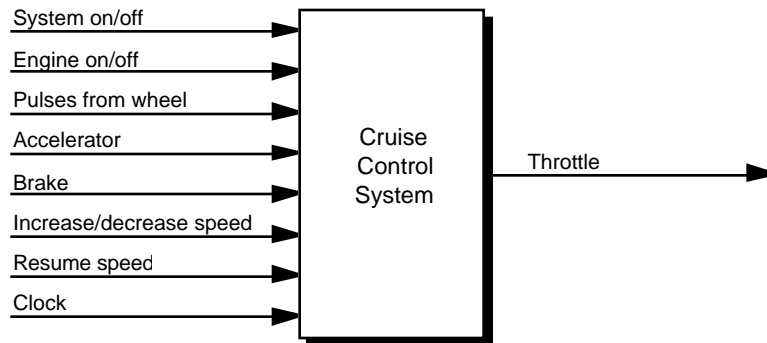 System on/off
Engine on/off
Pulses from wheel
Accelerator
Brake
Increase/decrease speed
Resume speed
Clock
Cruise
Control
System
Throttle